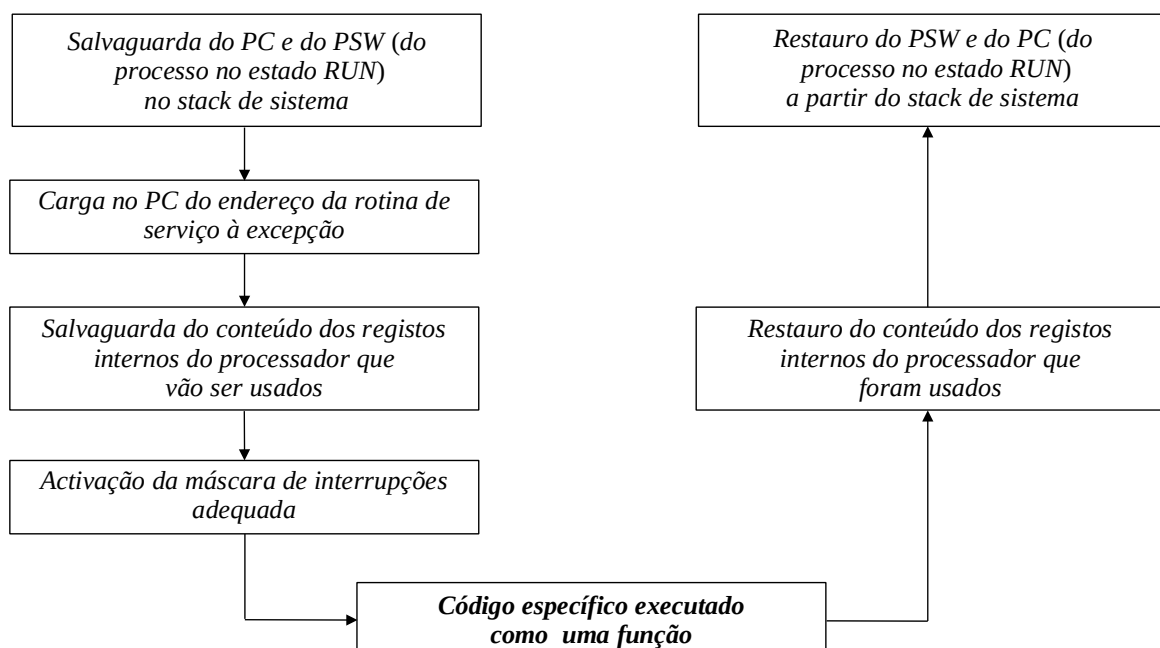 Salvaguarda do PC e do PSW (do
processo no estado RUN)
no stack de sistema
Carga no PC do endereço da rotina de
serviço à excepção
Salvaguarda do conteúdo dos registos
internos do processador que
vão ser usados
Activação da máscara de interrupções
adequada
Código específico executado
como uma função
Restauro do conteúdo dos registos
internos do processador que
foram usados
Restauro do PSW e do PC (do
processo no estado RUN)
a partir do stack de sistema